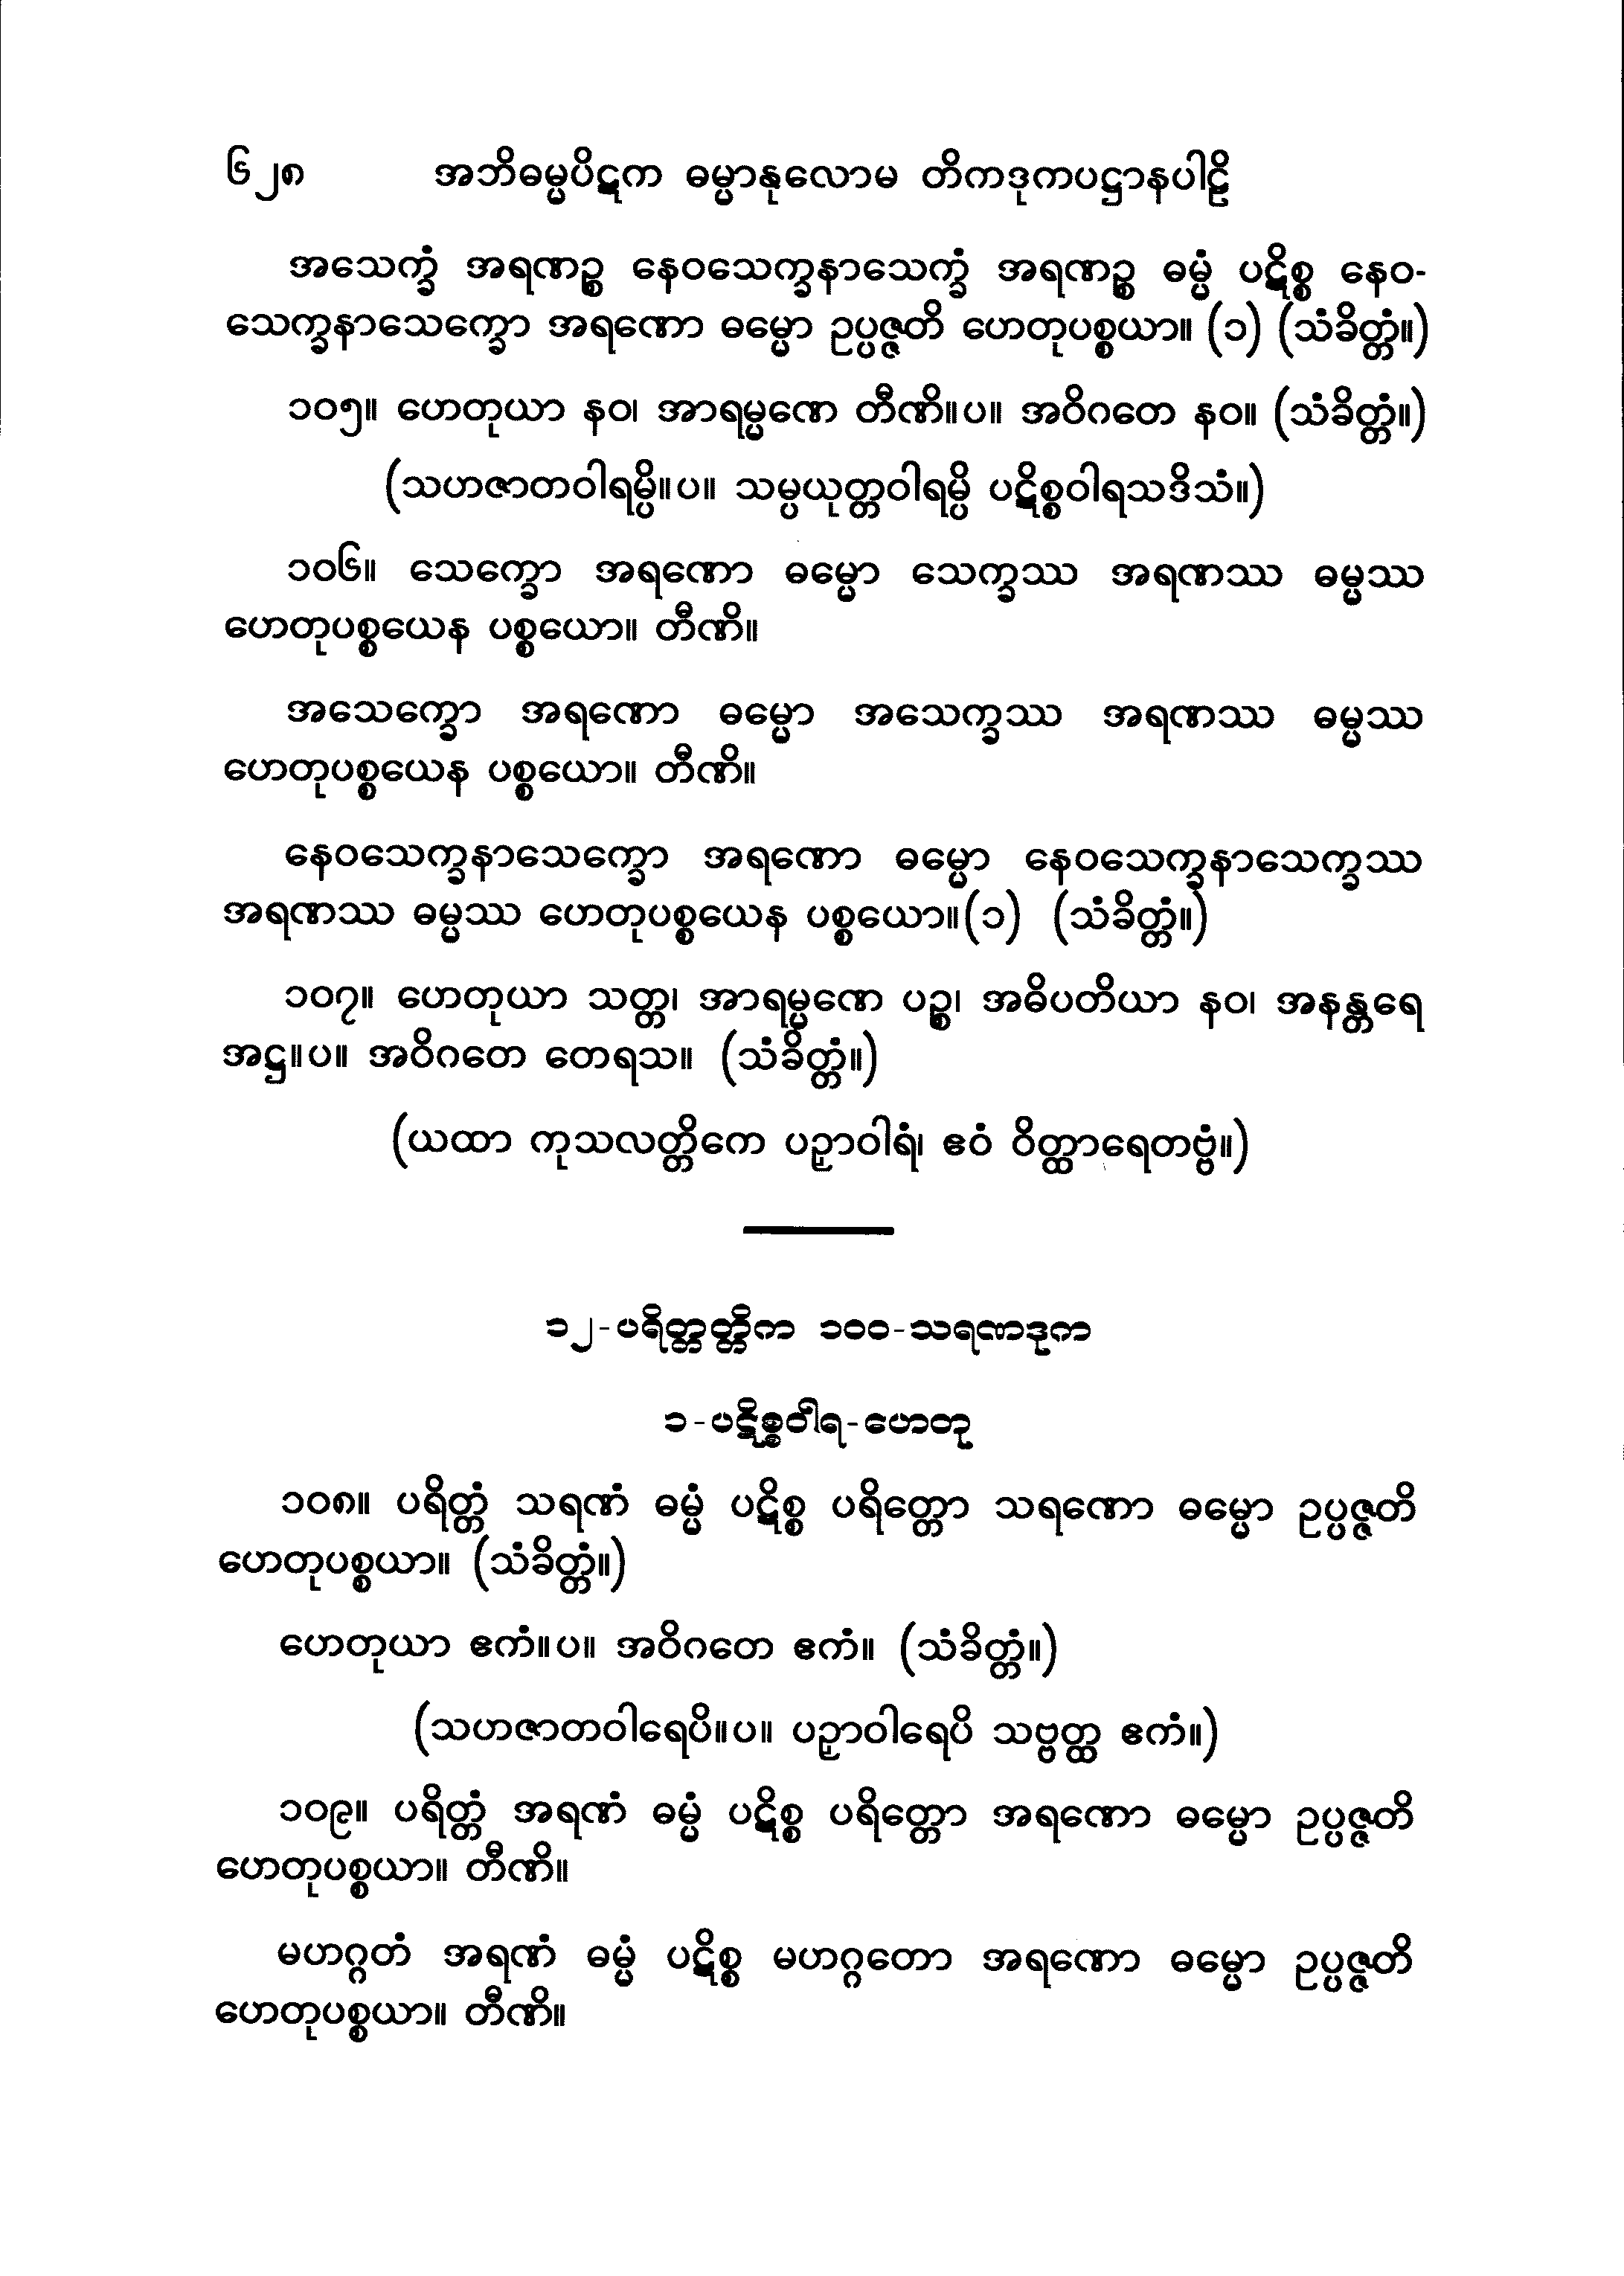 ၆၂၈ အဘိဓမ္မပိဋက ဓမ္မာနုလောမ တိကဒုကပဋ္ဌာနပါဠိ
အသေက္ခံ အရဏဉ္စ နေဝသေက္ခနာသေက္ခံ အရဏဉ္စ ဓမ္မံ ပဋိစ္စ နေဝ-
သေက္ခနာသေက္ခော အရဏော ဓမ္မော ဥပ္ပဇ္ဇတိ ဟေတုပစ္စယာ။ (၁) (သံခိတ္တံ။)
၁၀၅။ ဟေတုယာ နဝ၊ အာရမ္မဏေ တီဏိ။ပ။ အဝိဂတေ နဝ။ (သံခိတ္တံ။)
(သဟဇာတဝါရမ္ပိ။ပ။ သမ္ပယုတ္တဝါရမ္ပိ ပဋိစ္စဝါရသဒိသံ။)
၁၀၆။ သေက္ခော အရဏော ဓမ္မော သေက္ခဿ အရဏဿ ဓမ္မဿ
ဟေတုပစ္စယေန ပစ္စယော။ တီဏိ။
အသေက္ခော အရဏော ဓမ္မော အသေက္ခဿ အရဏဿ ဓမ္မဿ
ဟေတုပစ္စယေန ပစ္စယော။ တီဏိ။
နေဝသေက္ခနာသေက္ခော အရဏော ဓမ္မော နေဝသေက္ခနာသေက္ခဿ
အရဏဿ ဓမ္မဿ ဟေတုပစ္စယေန ပစ္စယော။(၁) (သံခိတ္တံ။)
၁၀၇။ ဟေတုယာ သတ္တ၊ အာရမ္မဏေ ပဉ္စ၊ အဓိပတိယာ နဝ၊ အနန္တရေ
အဋ္ဌ။ပ။ အဝိဂတေ တေရသ။ (သံခိတ္တံ။)
(ယထာ ကုသလတ္တိကေ ပဉှာဝါရံ၊ ဧဝံ ဝိတ္ထာရေတဗ္ဗံ။)
၁၂-ပရိတ္တတ္တိက ၁၀၀-သရဏဒုက
၁-ပဋိစ္စဝါရ-ဟေတု
၁၀၈။ ပရိတ္တံ သရဏံ ဓမ္မံ ပဋိစ္စ ပရိတ္တော သရဏော ဓမ္မော ဥပ္ပဇ္ဇတိ
ဟေတုပစ္စယာ။ (သံခိတ္တံ။)
ဟေတုယာ ဧကံ။ပ။ အဝိဂတေ ဧကံ။ (သံခိတ္တံ။)
(သဟဇာတဝါရေပိ။ပ။ ပဉှာဝါရေပိ သဗ္ဗတ္ထ ဧကံ။)
၁၀၉။ ပရိတ္တံ အရဏံ ဓမ္မံ ပဋိစ္စ ပရိတ္တော အရဏော ဓမ္မော ဥပ္ပဇ္ဇတိ
ဟေတုပစ္စယာ။ တီဏိ။
မဟဂ္ဂတံ အရဏံ ဓမ္မံ ပဋိစ္စ မဟဂ္ဂတော အရဏော ဓမ္မော ဥပ္ပဇ္ဇတိ
ဟေတုပစ္စယာ။ တီဏိ။